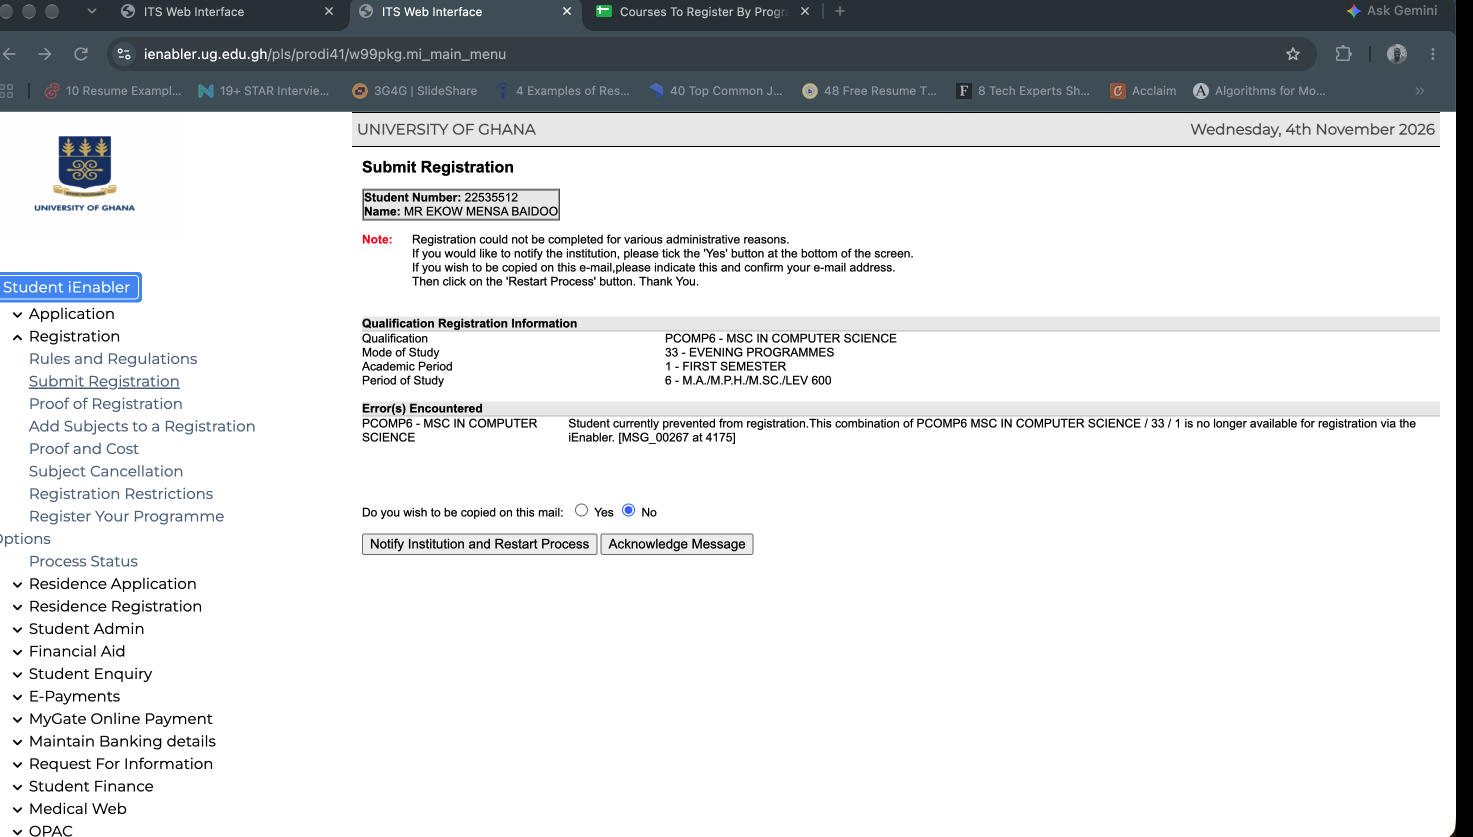 ITS Web Interface
ITS Web Interface
Courses To Register By Progr
Ask Gemini
ienabler.ug.edu.gh/pls/prodi41/w99pkg.mi_main_menu
10 Resume Exampl...
19+ STAR Intervie...
3G4G | SlideShare
4 Examples of Res...
40 Top Common J...
48 Free Resume T...
F 8 Tech Experts Sh...
Acclaim
A Algorithms for Mo...
UNIVERSITY OF GHANA
Student iEnabler
Application
Registration
Rules and Regulations
Submit Registration
Proof of Registration
Add Subjects to a Registration
Proof and Cost
Subject Cancellation
Registration Restrictions
Register Your Programme
Options
Process Status
Residence Application
Residence Registration
Student Admin
Financial Aid
Student Enquiry
E-Payments
MyGate Online Payment
Maintain Banking details
Request For Information
Student Finance
Medical Web
OPAC
UNIVERSITY OF GHANA Wednesday, 4th November 2026
Submit Registration
Student Number: 22535512
Name: MR EKOW MENSA BAIDOO
Note: Registration could not be completed for various administrative reasons.
If you would like to notify the institution, please tick the 'Yes' button at the bottom of the screen.
If you wish to be copied on this e-mail,please indicate this and confirm your e-mail address.
Then click on the 'Restart Process' button. Thank You.
Qualification Registration Information
Qualification PCOMP6 - MSC IN COMPUTER SCIENCE
Mode of Study 33 - EVENING PROGRAMMES
Academic Period 1 - FIRST SEMESTER
Period of Study 6 - M.A./M.P.H./M.SC./LEV 600
Error(s) Encountered
PCOMP6 - MSC IN COMPUTER SCIENCE
Student currently prevented from registration.This combination of PCOMP6 MSC IN COMPUTER SCIENCE / 33 / 1 is no longer available for registration via the
iEnabler. [MSG_00267 at 4175]
Do you wish to be copied on this mail: Yes No
Notify Institution and Restart Process Acknowledge Message